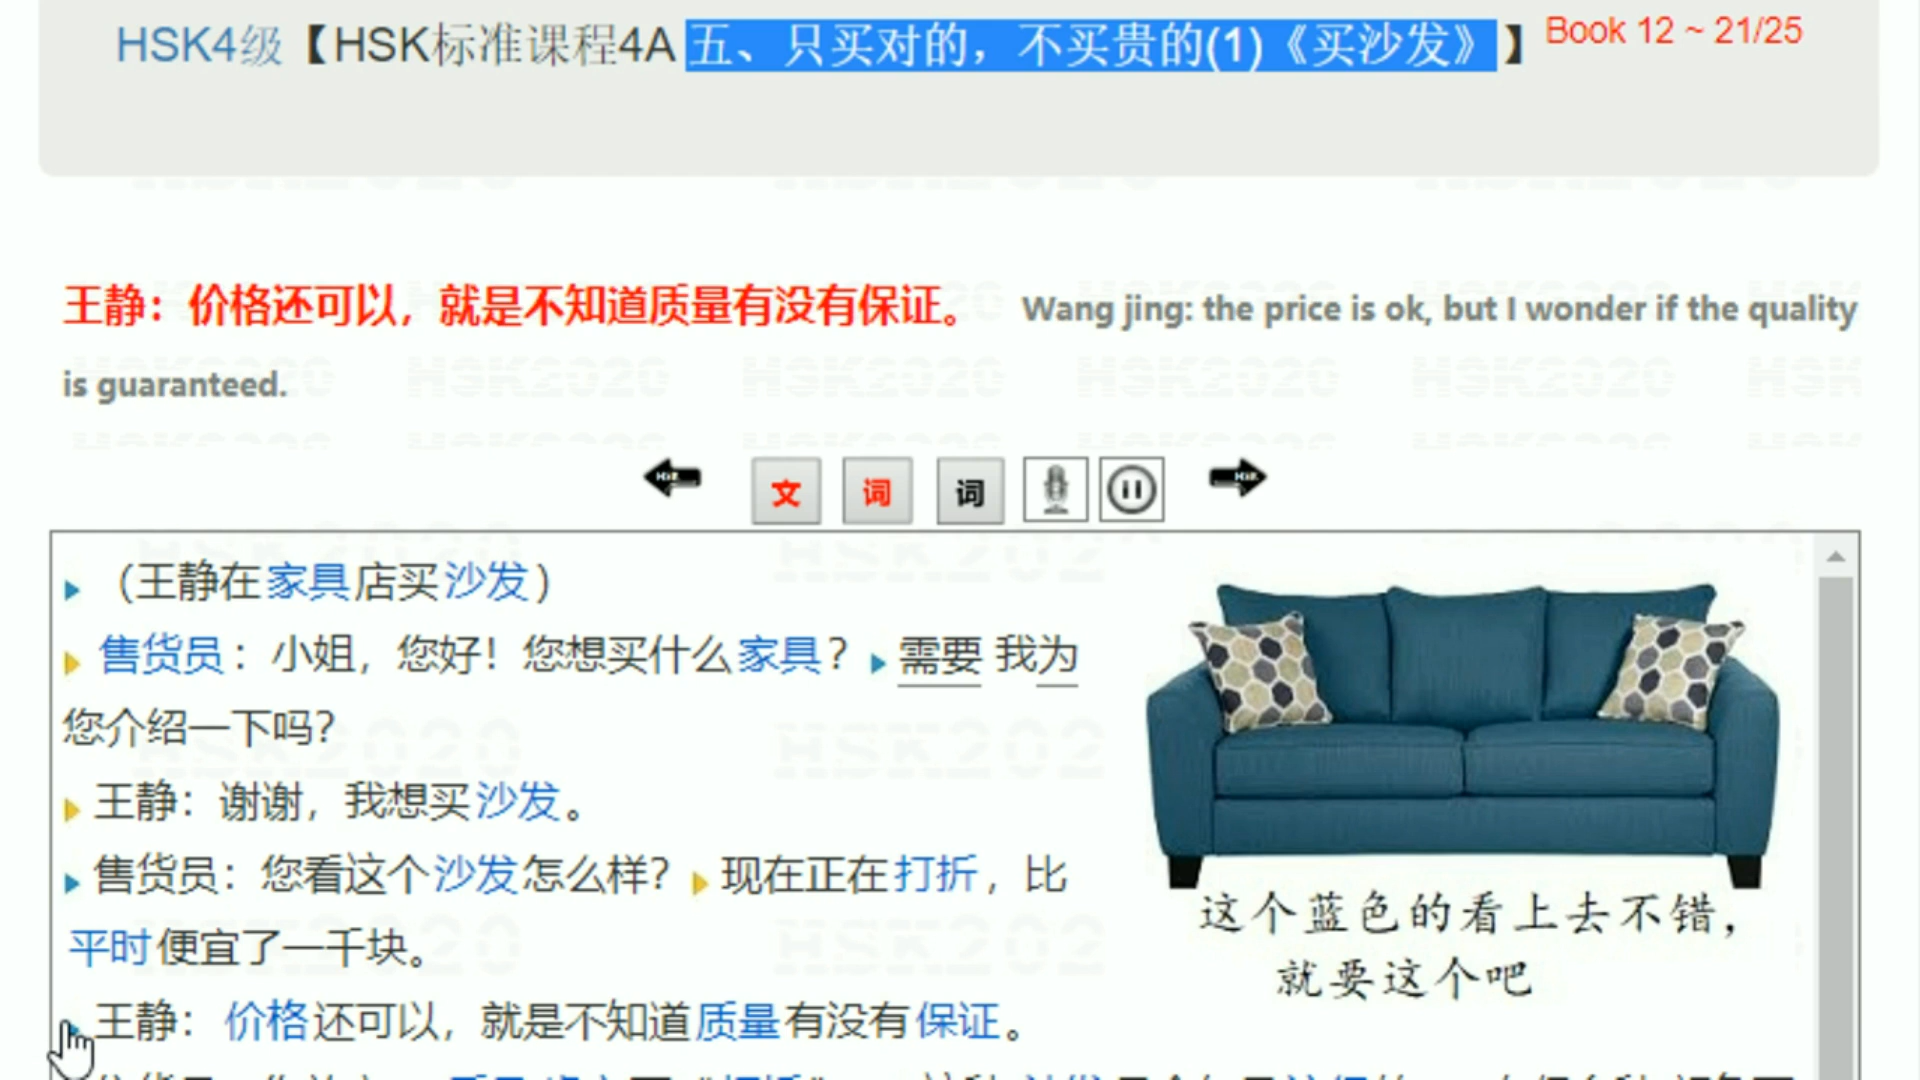 HSK4级【HSK标准课程4A 五、只买对的，不买贵的(1)《买沙发》】 Book 12 ~ 21/25
王静：价格还可以，就是不知道质量有没有保证。 Wang jing: the price is ok, but I wonder if the quality
is guaranteed.
文 词 词
（王静在家具店买沙发）
售货员：小姐，您好！您想买什么家具？需要 我为
您介绍一下吗？
王静：谢谢，我想买沙发。
售货员：您看这个沙发怎么样？现在正在打折，比
平时便宜了一千块。
王静：价格还可以，就是不知道质量有没有保证。
这个蓝色的看上去不错，
就要这个吧